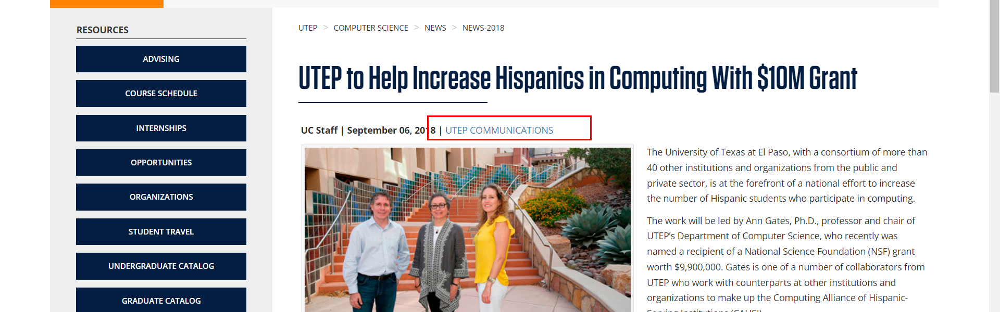 RESOURCES
ADVISING
COURSE SCHEDULE
INTERNSHIPS
OPPORTUNITIES
ORGANIZATIONS
STUDENT TRAVEL
UNDERGRADUATE CATALOG
GRADUATE CATALOG
UTEP > COMPUTER SCIENCE > NEWS > NEWS-2018
UTEP to Help Increase Hispanics in Computing With $10M Grant
UC Staff | September 06, 2018 | UTEP COMMUNICATIONS
The University of Texas at El Paso, with a consortium of more than
40 other institutions and organizations from the public and
private sector, is at the forefront of a national effort to increase
the number of Hispanic students who participate in computing.
The work will be led by Ann Gates, Ph.D., professor and chair of
UTEP’s Department of Computer Science, who recently was
named a recipient of a National Science Foundation (NSF) grant
worth $9,900,000. Gates is one of a number of collaborators from
UTEP who work with counterparts at other institutions and
organizations to make up the Computing Alliance of Hispanic-
Serving Institutions (CAHSI).